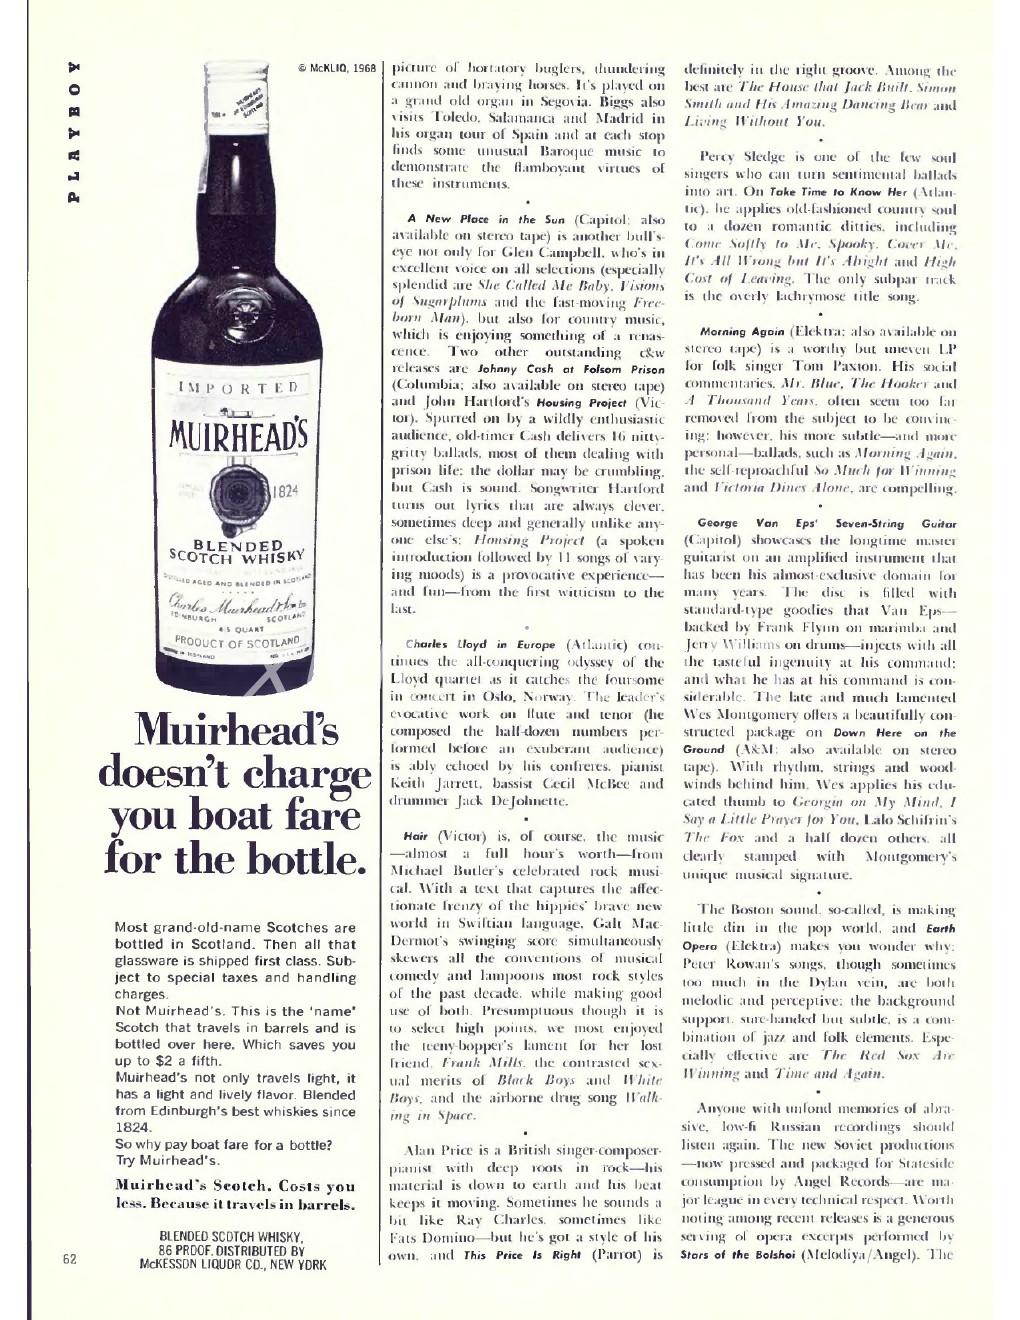 PLAYBOY
© McKLIQ, 1968
IMPORTED
MUIRHEAD'S
1824
BLENDED
SCOTCH WHISKY
DISTILLED AGED AND BLENDED IN SCOTLAND
Charles Muirhead & Son Ltd
EDINBURGH SCOTLAND
4/5 QUART
PRODUCT OF SCOTLAND
Muirhead's
doesn't charge
you boat fare
for the bottle.
Most grand-old-name Scotches are
bottled in Scotland. Then all that
glassware is shipped first class. Sub-
ject to special taxes and handling
charges.
Not Muirhead's. This is the 'name'
Scotch that travels in barrels and is
bottled over here. Which saves you
up to $2 a fifth.
Muirhead's not only travels light, it
has a light and lively flavor. Blended
from Edinburgh's best whiskies since
1824.
So why pay boat fare for a bottle?
Try Muirhead's.
Muirhead's Scotch. Costs you
less. Because it travels in barrels.
BLENDED SCOTCH WHISKY,
86 PROOF. DISTRIBUTED BY
McKESSON LIQUOR CO., NEW YORK
62
picture of hortatory buglers, thundering
cannon and braying horses. It's played on
a grand old organ in Segovia. Biggs also
visits Toledo, Salamanca and Madrid in
his organ tour of Spain and at each stop
finds some unusual Baroque music to
demonstrate the flamboyant virtues of
these instruments.
•
A New Place in the Sun (Capitol; also
available on stereo tape) is another bull's-
eye not only for Glen Campbell, who's in
excellent voice on all selections (especially
splendid are She Called Me Baby, Visions
of Sugarplums and the fast-moving Free-
born Man), but also for country music,
which is enjoying something of a renas-
cence. Two other outstanding c&w
releases are Johnny Cash at Folsom Prison
(Columbia; also available on stereo tape)
and John Hartford's Housing Project (Vic-
tor). Spurred on by a wildly enthusiastic
audience, old-timer Cash delivers 16 nitty-
gritty ballads, most of them dealing with
prison life; the dollar may be crumbling,
but Cash is sound. Songwriter Hartford
turns out lyrics that are always clever,
sometimes deep and generally unlike any-
one else's; Housing Project (a spoken
introduction followed by 11 songs of vary-
ing moods) is a provocative experience—
and fun—from the first witticism to the
last.
•
Charles Lloyd in Europe (Atlantic) con-
tinues the all-conquering odyssey of the
Lloyd quartet as it catches the foursome
in concert in Oslo, Norway. The leader's
evocative work on flute and tenor (he
composed the half-dozen numbers per-
formed before an exuberant audience)
is ably echoed by his confreres, pianist
Keith Jarrett, bassist Cecil McBee and
drummer Jack DeJohnette.
•
Hair (Victor) is, of course, the music
—almost a full hour's worth—from
Michael Butler's celebrated rock musi-
cal. With a text that captures the affec-
tionate frenzy of the hippies' brave new
world in Swiftian language, Galt Mac-
Dermot's swinging score simultaneously
skewers all the conventions of musical
comedy and lampoons most rock styles
of the past decade, while making good
use of both. Presumptuous though it is
to select high points, we most enjoyed
the teeny-bopper's lament for her lost
friend, Frank Mills, the contrasted sex-
ual merits of Black Boys and White
Boys, and the airborne drug song Walk-
ing in Space.
•
Alan Price is a British singer-composer-
pianist with deep roots in rock—his
material is down to earth and his beat
keeps it moving. Sometimes he sounds a
bit like Ray Charles, sometimes like
Fats Domino—but he's got a style of his
own, and This Price Is Right (Parrot) is
definitely in the right groove. Among the
best are The House that Jack Built, Simon
Smith and His Amazing Dancing Bear and
Living Without You.
•
Percy Sledge is one of the few soul
singers who can turn sentimental ballads
into art. On Take Time to Know Her (Atlan-
tic), he applies old-fashioned country soul
to a dozen romantic ditties, including
Come Softly to Me, Spooky, Cover Me,
It's All Wrong but It's Alright and High
Cost of Leaving. The only subpar track
is the overly lachrymose title song.
•
Morning Again (Elektra; also available on
stereo tape) is a worthy but uneven LP
for folk singer Tom Paxton. His social
commentaries, Mr. Blue, The Hooker and
A Thousand Years, often seem too far
removed from the subject to be convinc-
ing; however, his more subtle—and more
personal—ballads, such as Morning Again,
the self-reproachful So Much for Winning
and Victoria Dines Alone, are compelling.
•
George Van Eps' Seven-String Guitar
(Capitol) showcases the longtime master
guitarist on an amplified instrument that
has been his almost-exclusive domain for
many years. The disc is filled with
standard-type goodies that Van Eps—
backed by Frank Flynn on marimba and
Jerry Williams on drums—injects with all
the tasteful ingenuity at his command;
and what he has at his command is con-
siderable. The late and much lamented
Wes Montgomery offers a beautifully con-
structed package on Down Here on the
Ground (A&M; also available on stereo
tape). With rhythm, strings and wood-
winds behind him, Wes applies his edu-
cated thumb to Georgia on My Mind, I
Say a Little Prayer for You, Lalo Schifrin's
The Fox and a half dozen others, all
clearly stamped with Montgomery's
unique musical signature.
•
The Boston sound, so-called, is making
little din in the pop world, and Earth
Opera (Elektra) makes you wonder why;
Peter Rowan's songs, though sometimes
too much in the Dylan vein, are both
melodic and perceptive; the background
support, sure-handed but subtle, is a com-
bination of jazz and folk elements. Espe-
cially effective are The Red Sox Are
Winning and Time and Again.
•
Anyone with unfond memories of abra-
sive, low-fi Russian recordings should
listen again. The new Soviet productions
—now pressed and packaged for Stateside
consumption by Angel Records—are ma-
jor league in every technical respect. Worth
noting among recent releases is a generous
serving of opera excerpts performed by
Stars of the Bolshoi (Melodiya/Angel). The